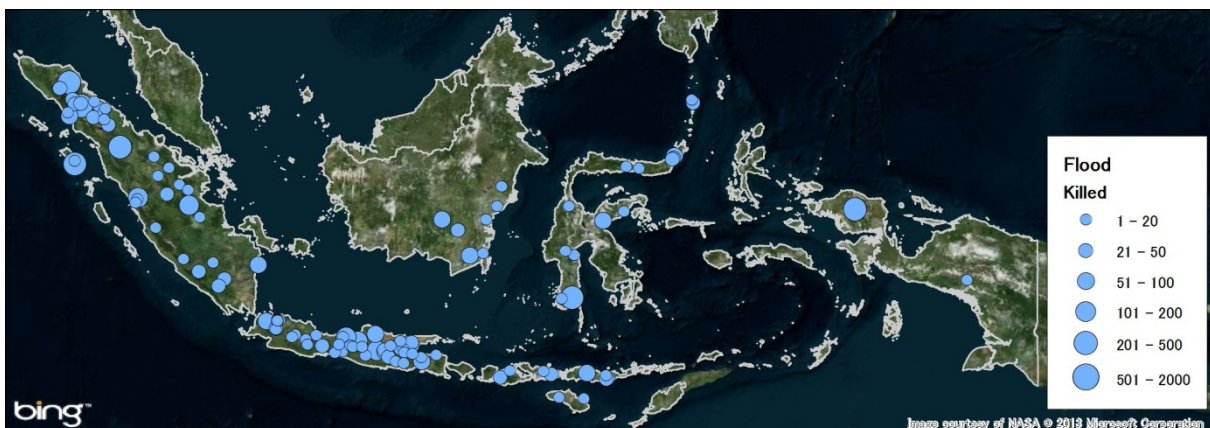 Flood
Killed
1 – 20
21 – 50
51 – 100
101 – 200
201 – 500
501 – 2000
bing™
Image courtesy of NASA © 2013 Microsoft Corporation